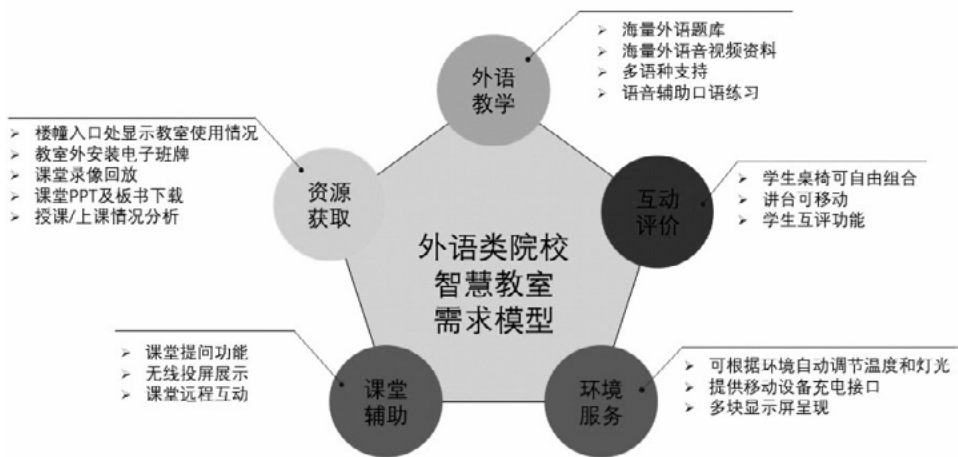 外语
教学
海量外语题库
海量外语音视频资料
多语种支持
语音辅助口语练习
资源
获取
楼幢入口处显示教室使用情况
教室外安装电子班牌
课堂录像回放
课堂PPT及板书下载
授课/上课情况分析
互动
评价
学生桌椅可自由组合
讲台可移动
学生互评功能
外语类院校
智慧教室
需求模型
课堂
辅助
课堂提问功能
无线投屏展示
课堂远程互动
环境
服务
可根据环境自动调节温度和灯光
提供移动设备充电接口
多块显示屏呈现